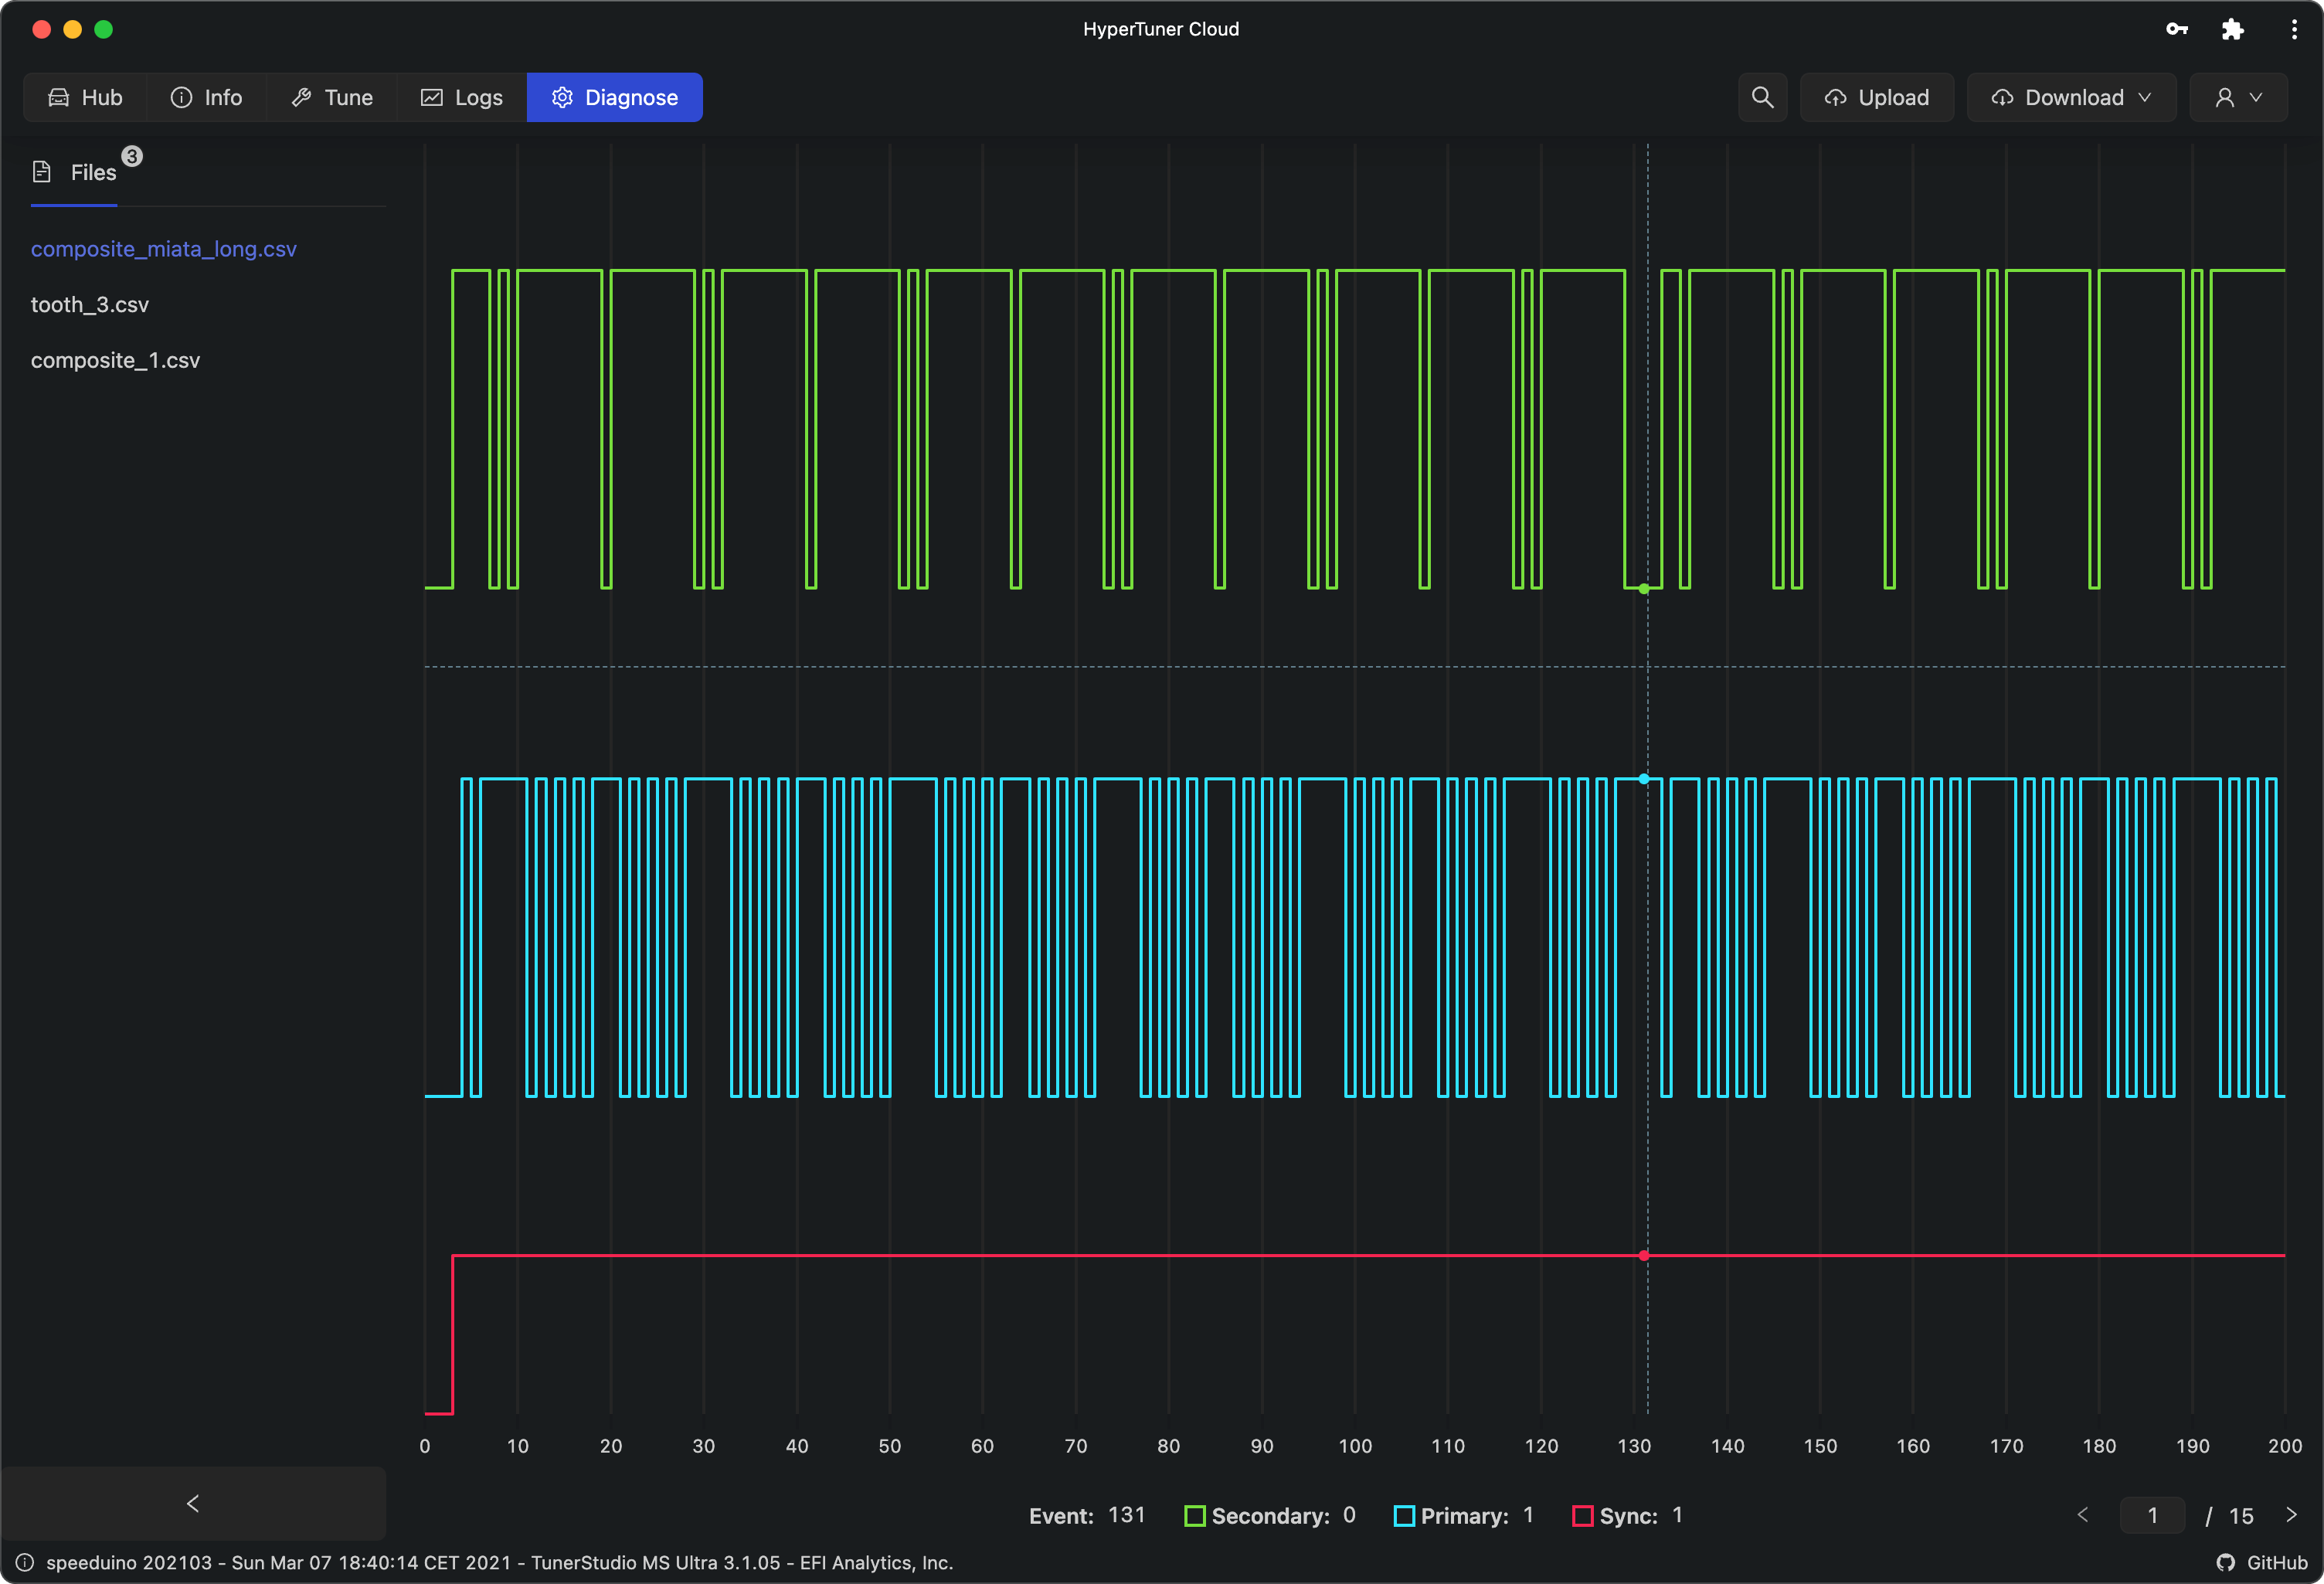 HyperTuner Cloud
Hub Info Tune Logs Diagnose Upload Download
Files 3
composite_miata_long.csv
tooth_3.csv
composite_1.csv
0 10 20 30 40 50 60 70 80 90 100 110 120 130 140 150 160 170 180 190 200
Event: 131 Secondary: 0 Primary: 1 Sync: 1 < 1 / 15 >
speeduino 202103 - Sun Mar 07 18:40:14 CET 2021 - TunerStudio MS Ultra 3.1.05 - EFI Analytics, Inc. GitHub